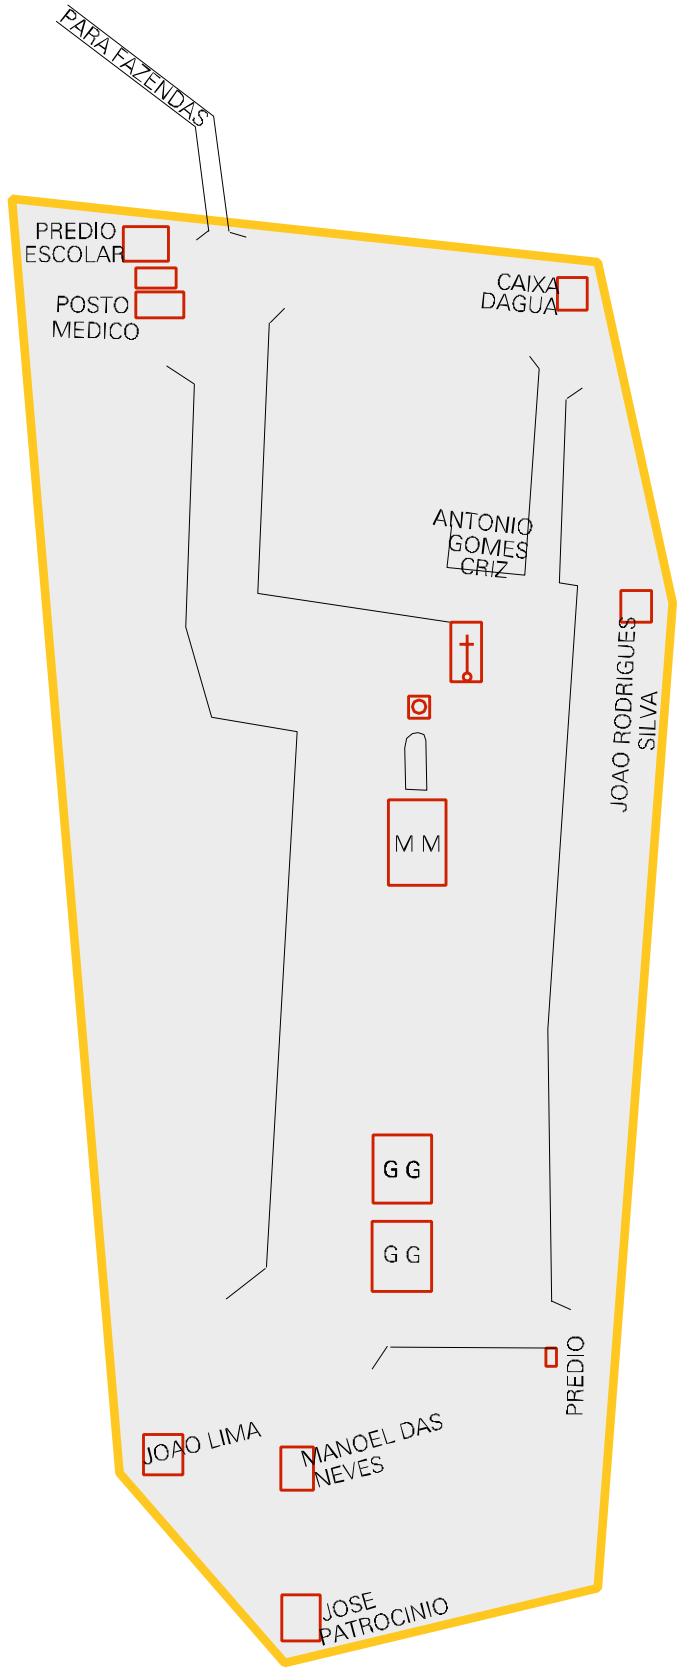 PARA FAZENDAS
PREDIO
ESCOLAR
POSTO
MEDICO
CAIXA
DAGUA
ANTONIO
GOMES
CRIZ
JOAO RODRIGUES
SILVA
M M
G G
G G
PREDIO
JOAO LIMA
MANOEL DAS
NEVES
JOSE
PATROCINIO